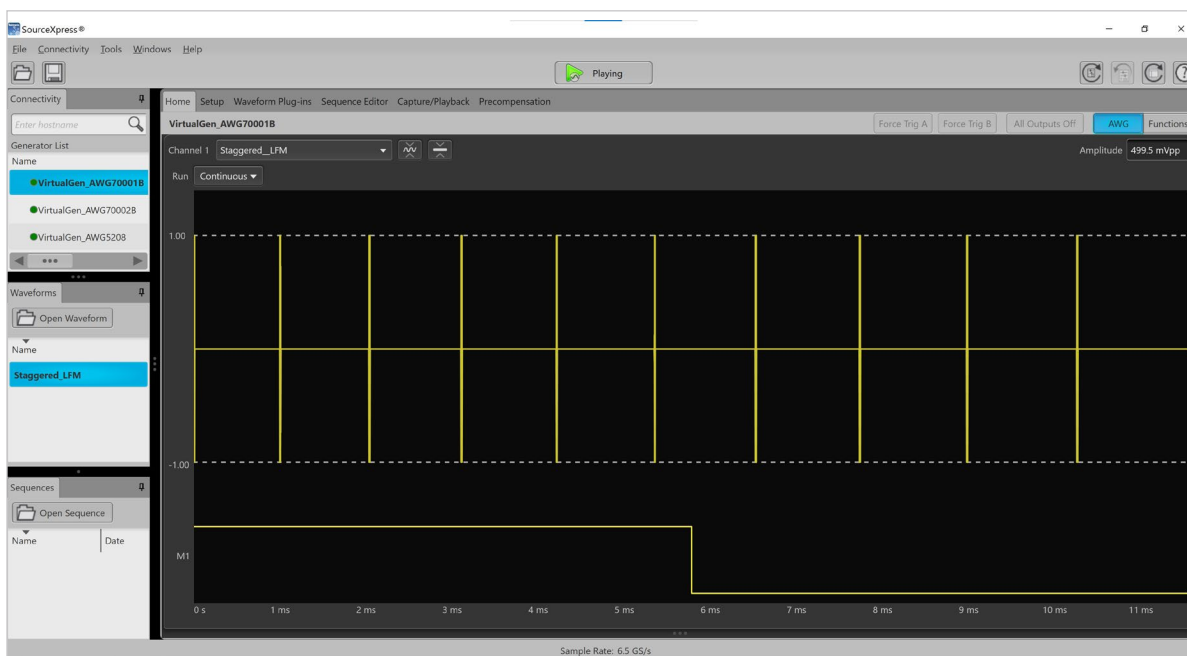 SourceXpress®
File Connectivity Tools Windows Help
Playing
Connectivity
Enter hostname
Generator List
Name
VirtualGen_AWG70001B
VirtualGen_AWG70002B
VirtualGen_AWG5208
Waveforms
Open Waveform
Name
Staggered_LFM
Sequences
Open Sequence
Name Date
Home Setup Waveform Plug-ins Sequence Editor Capture/Playback Precompensation
VirtualGen_AWG70001B Force Trig A Force Trig B All Outputs Off AWG Functions
Channel 1 Staggered__LFM Amplitude 499.5 mVpp
Run Continuous
1.00
-1.00
M1
0 s 1 ms 2 ms 3 ms 4 ms 5 ms 6 ms 7 ms 8 ms 9 ms 10 ms 11 ms
Sample Rate: 6.5 GS/s